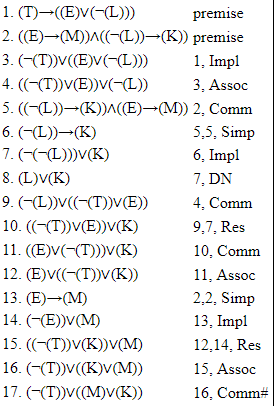 1. (T)→((E)∨(¬(L))) premise
2. ((E)→(M))∧((¬(L))→(K)) premise
3. (¬(T))∨((E)∨(¬(L))) 1, Impl
4. ((¬(T))∨(E))∨(¬(L)) 3, Assoc
5. ((¬(L))→(K))∧((E)→(M)) 2, Comm
6. (¬(L))→(K) 5,5, Simp
7. (¬(¬(L)))∨(K) 6, Impl
8. (L)∨(K) 7, DN
9. (¬(L))∨((¬(T))∨(E)) 4, Comm
10. ((¬(T))∨(E))∨(K) 9,7, Res
11. ((E)∨(¬(T)))∨(K) 10, Comm
12. (E)∨((¬(T))∨(K)) 11, Assoc
13. (E)→(M) 2,2, Simp
14. (¬(E))∨(M) 13, Impl
15. ((¬(T))∨(K))∨(M) 12,14, Res
16. (¬(T))∨((K)∨(M)) 15, Assoc
17. (¬(T))∨((M)∨(K)) 16, Comm#